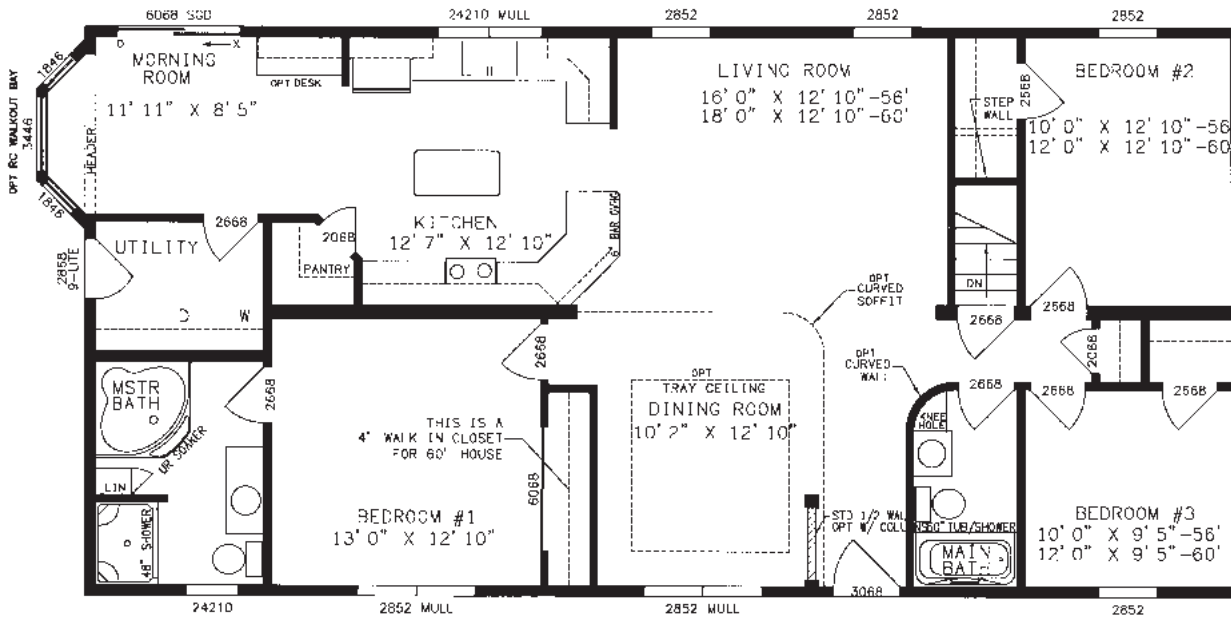 6068 SGD
24210 MULL
2852
2852
2852
O
X
MORNING
ROOM
11' 11" X 8' 5"
OPT DESK
1846
3446
1846
OPT RC WALKOUT BAY
HEADER
KITCHEN
12' 7" X 12' 10"
6" BAR OVHG
LIVING ROOM
16' 0" X 12' 10"-56'
18' 0" X 12' 10"-60'
STEP
WALL
2568
BEDROOM #2
10' 0" X 12' 10"-56
12' 0" X 12' 10"-60
UTILITY
2668
2068
PANTRY
2858
9-LITE
D
W
DN
OPT
CURVED
SOFFIT
2668
2568
2068
OPT
CURVED
WALL
2668
2668
2668
2568
MSTR
BATH
2668
UR SOAKER
LIN
48" SHOWER
THIS IS A
4' WALK IN CLOSET
FOR 60' HOUSE
6068
BEDROOM #1
13' 0" X 12' 10"
OPT
TRAY CEILING
DINING ROOM
10' 2" X 12' 10"
KNEE
HOLE
STD 1/2 WAL
OPT W/ COLUMNS
60" TUB/SHOWER
MAIN
BATH
BEDROOM #3
10' 0" X 9' 5"-56'
12' 0" X 9' 5"-60'
24210
2852 MULL
2852 MULL
3068
2852